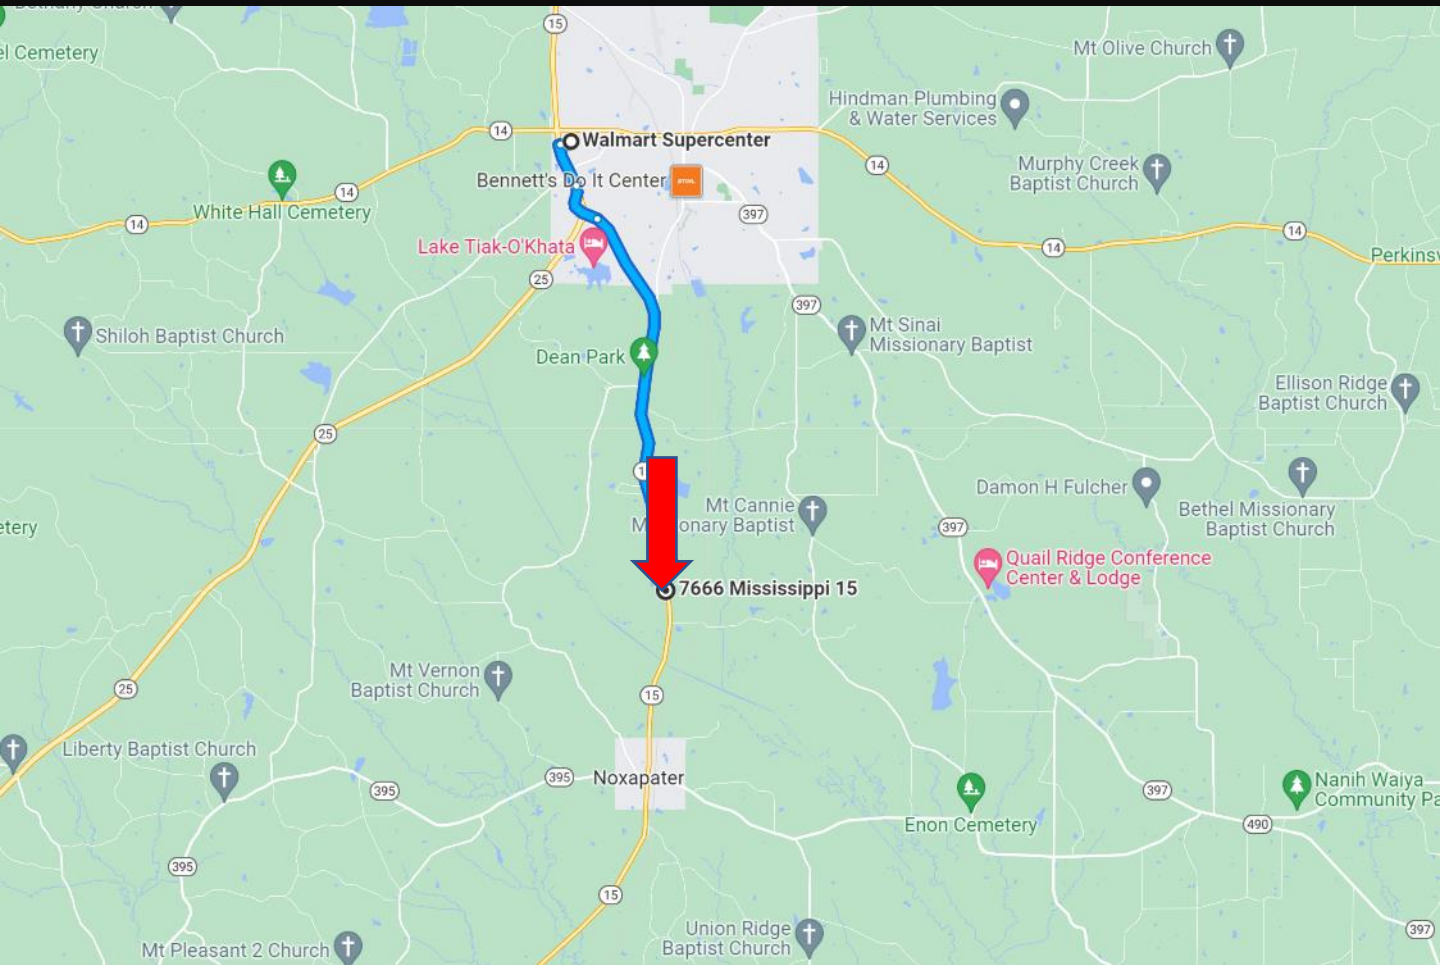 15
el Cemetery
Mt Olive Church
Hindman Plumbing
& Water Services
14
Walmart Supercenter
14
Murphy Creek
Baptist Church
Bennett's Do It Center
STIHL
14
White Hall Cemetery
397
14
14
14
Lake Tiak-O'Khata
Perkinsv
25
397
Shiloh Baptist Church
Mt Sinai
Missionary Baptist
Dean Park
Ellison Ridge
Baptist Church
25
Damon H Fulcher
Mt Cannie
Missionary Baptist
Bethel Missionary
Baptist Church
etery
397
Quail Ridge Conference
Center & Lodge
7666 Mississippi 15
Mt Vernon
Baptist Church
25
15
Liberty Baptist Church
395
Noxapater
395
397
Nanih Waiya
Community Pa
Enon Cemetery
490
395
15
Union Ridge
Baptist Church
397
Mt Pleasant 2 Church